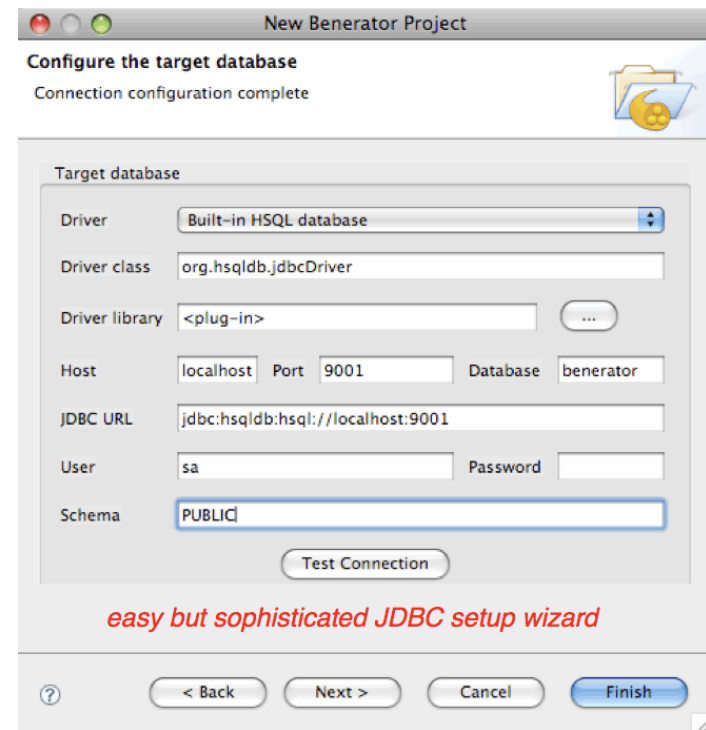 New Benerator Project
Configure the target database
Connection configuration complete
Target database
Driver Built-in HSQL database
Driver class org.hsqldb.jdbcDriver
Driver library <plug-in> ...
Host localhost Port 9001 Database benerator
JDBC URL jdbc:hsqldb:hsql://localhost:9001
User sa Password
Schema PUBLIC
Test Connection
easy but sophisticated JDBC setup wizard
? < Back Next > Cancel Finish